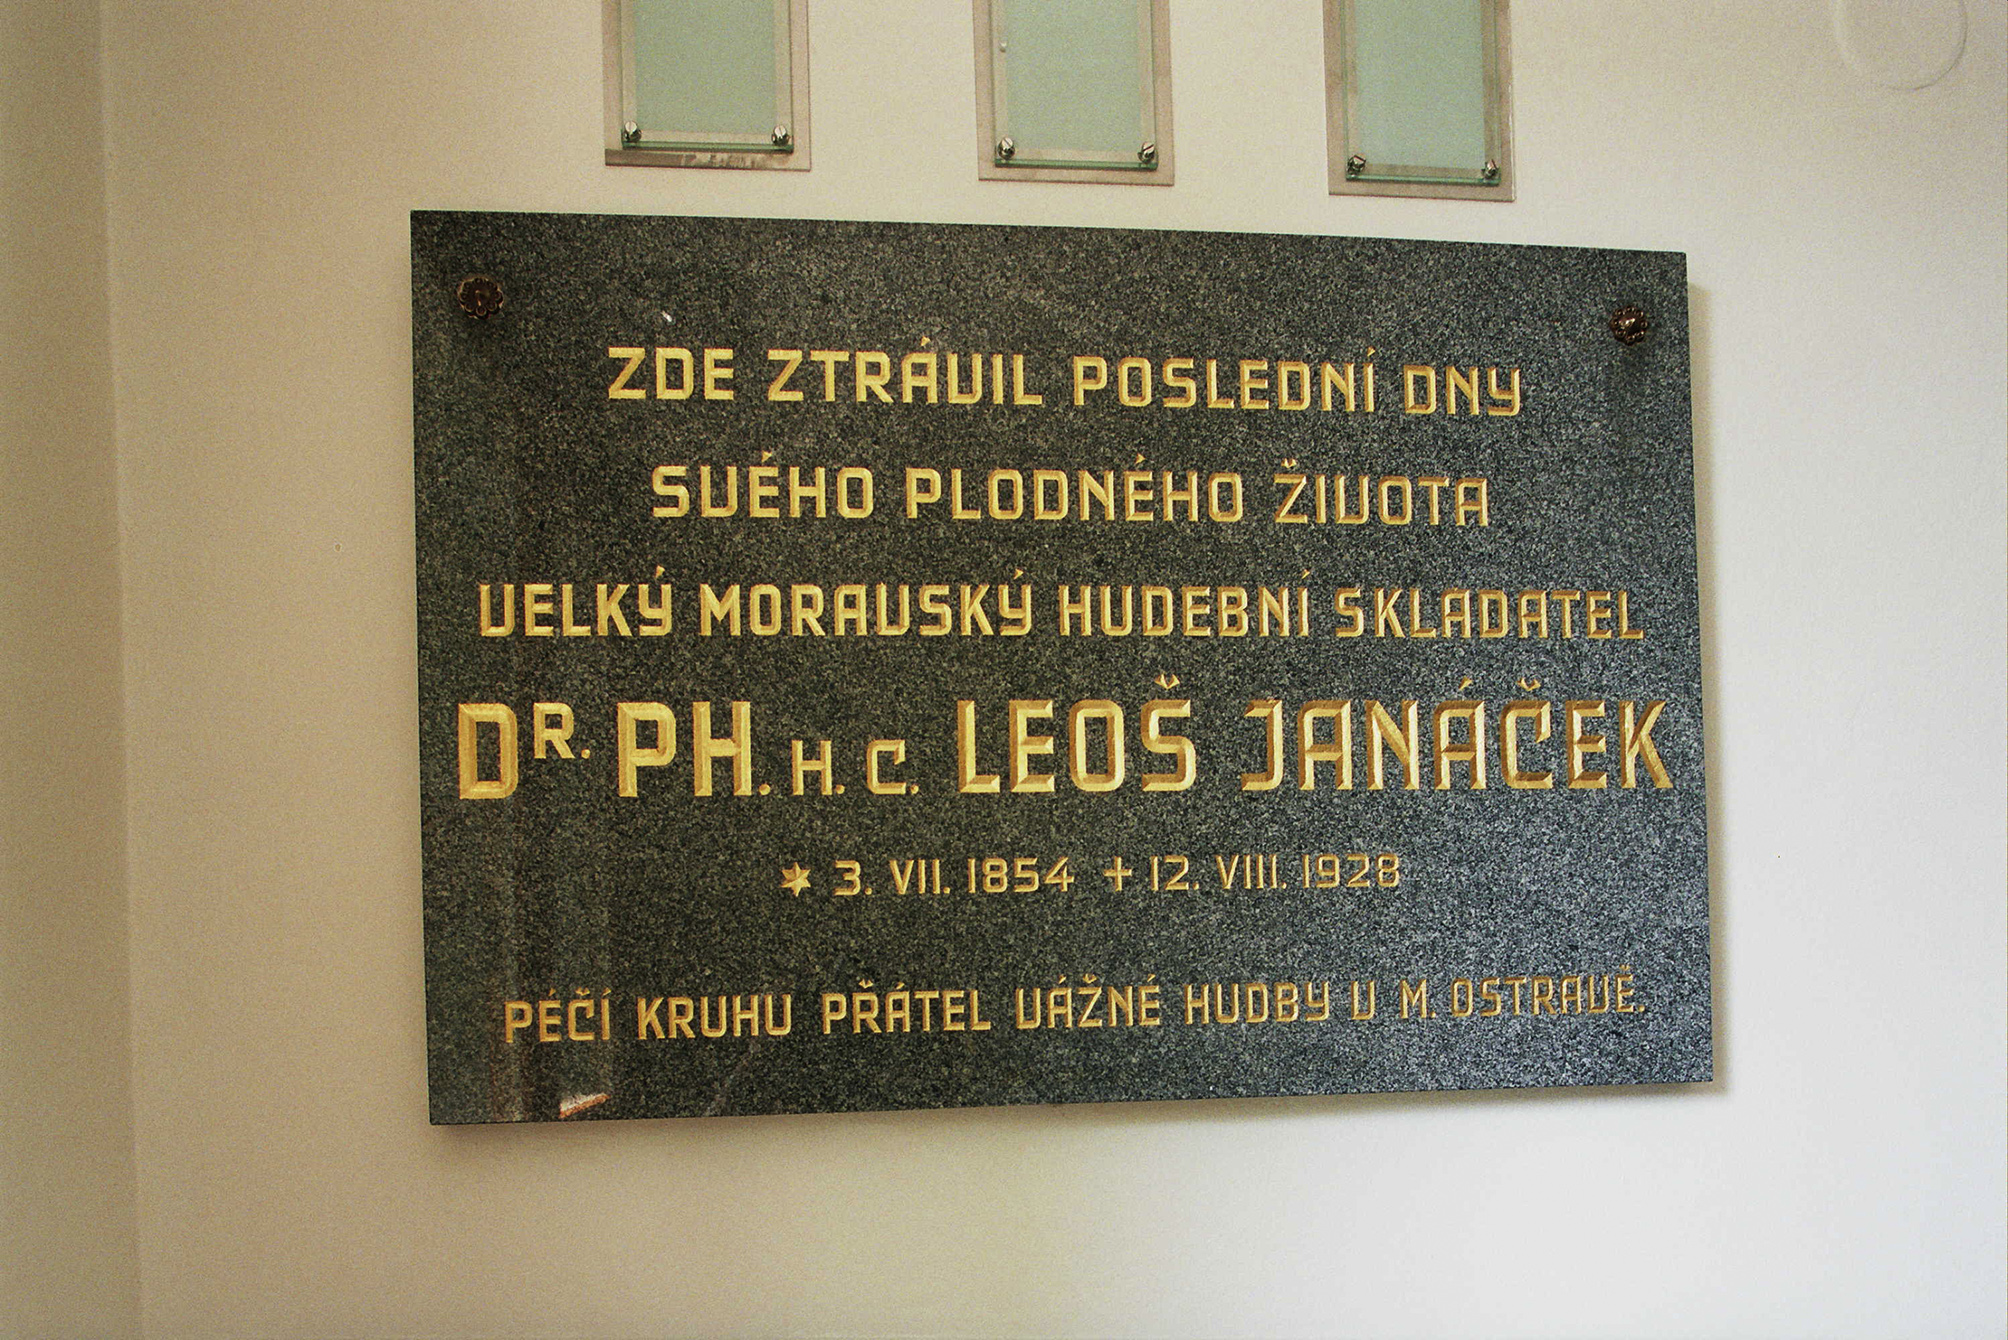 ZDE ZTRÁVIL POSLEDNÍ DNY
SVÉHO PLODNÉHO ŽIVOTA
VELKÝ MORAVSKÝ HUDEBNÍ SKLADATEL
DR. PH. H. C. LEOŠ JANÁČEK
* 3. VII. 1854 + 12. VIII. 1928
PÉČÍ KRUHU PŘÁTEL VÁŽNÉ HUDBY V M. OSTRAVĚ.